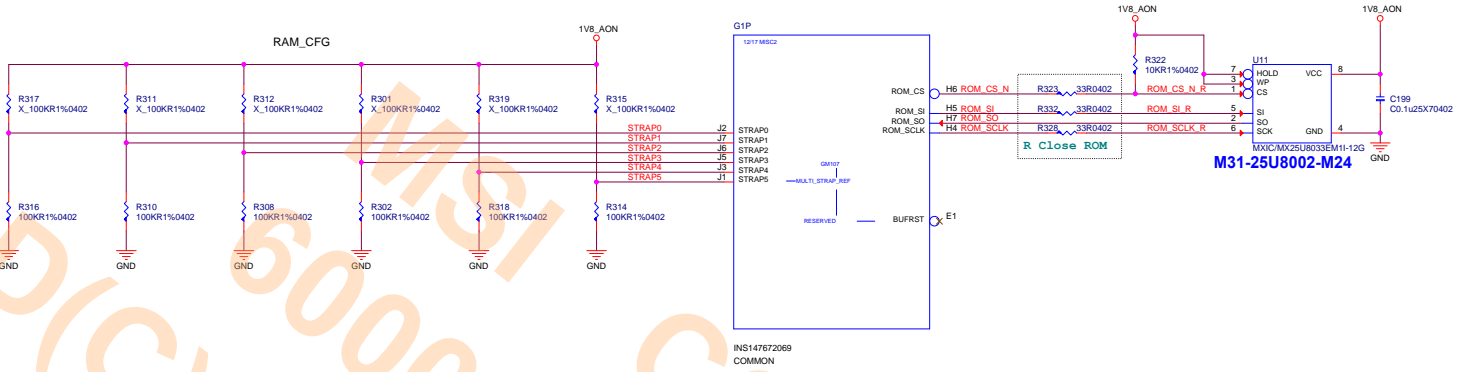 RAM_CFG
1V8_AON
R317
X_100KR1%0402
R311
X_100KR1%0402
R312
X_100KR1%0402
R301
X_100KR1%0402
R319
X_100KR1%0402
R315
X_100KR1%0402
STRAP0
STRAP1
STRAP2
STRAP3
STRAP4
STRAP5
R316
100KR1%0402
R310
100KR1%0402
R308
100KR1%0402
R302
100KR1%0402
R318
100KR1%0402
R314
100KR1%0402
GND
GND
GND
GND
GND
GND
G1P
12/17 MISC2
J2 STRAP0
J7 STRAP1
J6 STRAP2
J5 STRAP3
J3 STRAP4
J1 STRAP5
GM107
MULTI_STRAP_REF
RESERVED
ROM_CS
ROM_SI
ROM_SO
ROM_SCLK
BUFRST
E1
INS147672069
COMMON
H6 ROM_CS_N
H5 ROM_SI
H7 ROM_SO
H4 ROM_SCLK
R323 33R0402
R332 33R0402
R328 33R0402
R Close ROM
ROM_CS_N_R
ROM_SI_R
ROM_SCLK_R
1V8_AON
R322
10KR1%0402
U11
7 HOLD
3 WP
1 CS
5 SI
2 SO
6 SCK
VCC 8
GND 4
MXIC/MX25U8033EM1I-12G
M31-25U8002-M24
1V8_AON
C199
C0.1u25X70402
GND
MSI
6000
D(C)
C